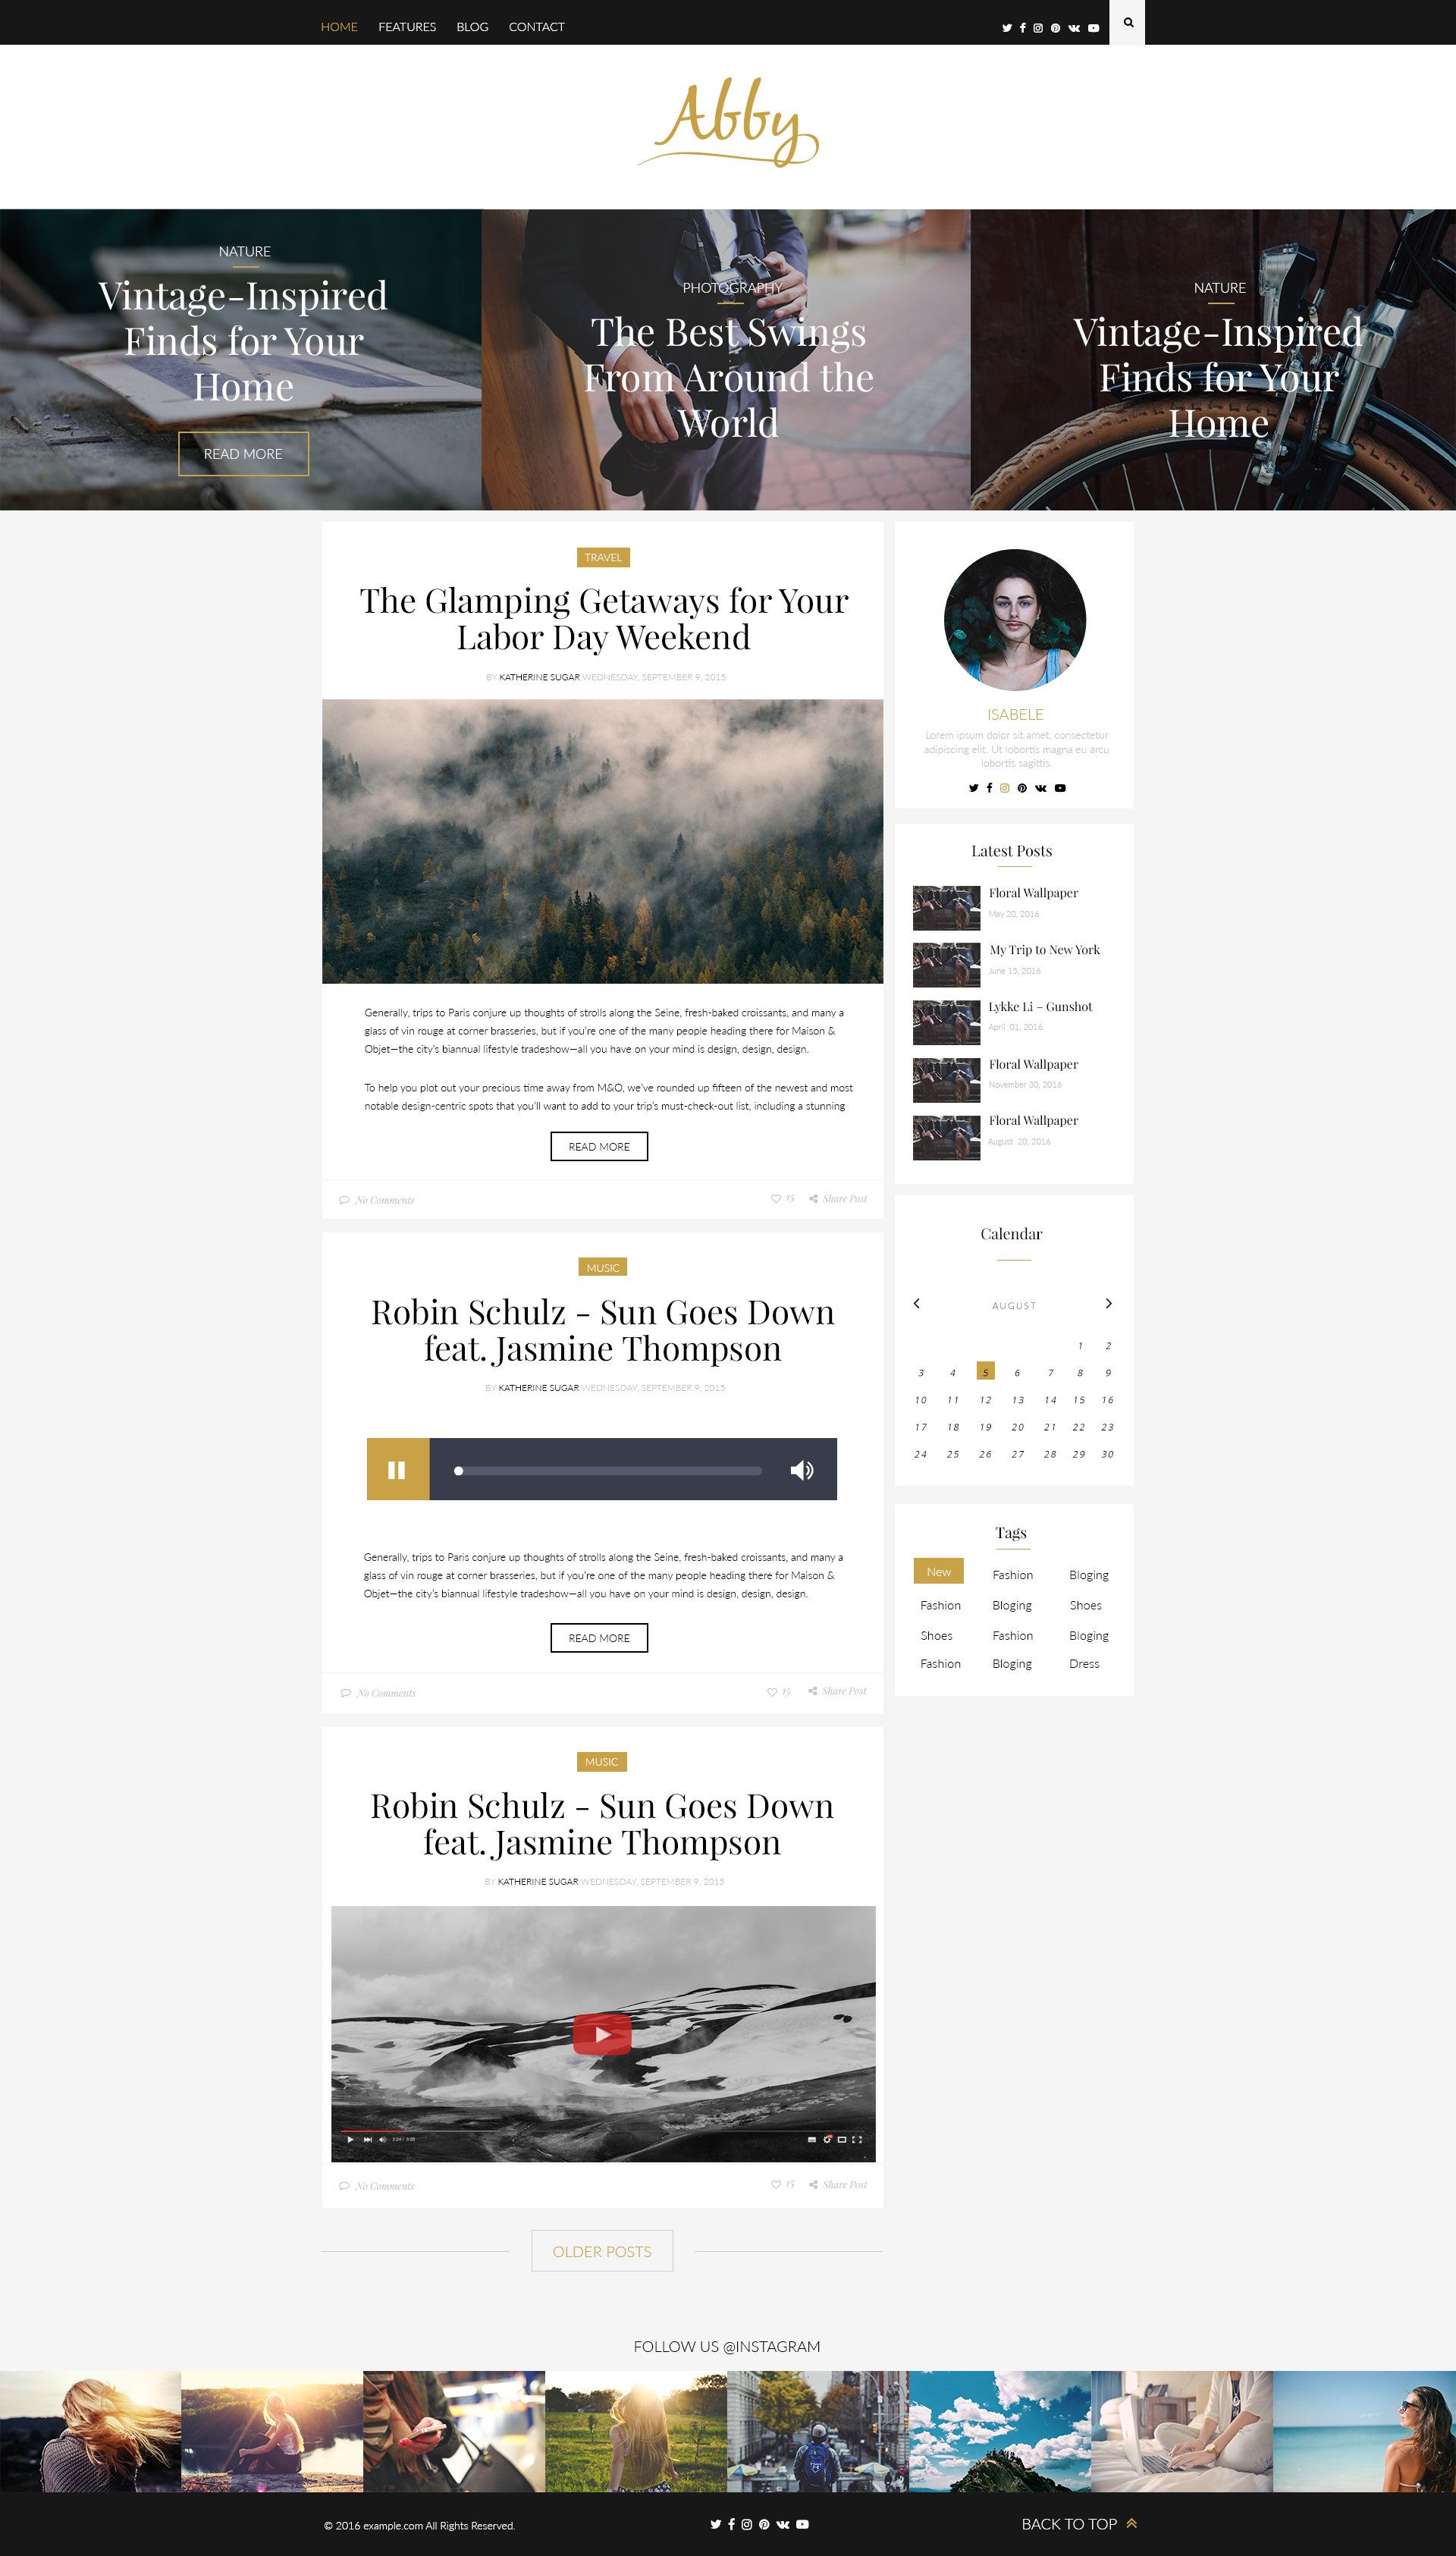 HOME FEATURES BLOG CONTACT
Abby
NATURE
Vintage-Inspired
Finds for Your
Home
READ MORE
PHOTOGRAPHY
The Best Swings
From Around the
World
NATURE
Vintage-Inspired
Finds for Your
Home
TRAVEL
The Glamping Getaways for Your
Labor Day Weekend
BY KATHERINE SUGAR WEDNESDAY, SEPTEMBER 9, 2015
Generally, trips to Paris conjure up thoughts of strolls along the Seine, fresh-baked croissants, and many a
glass of vin rouge at corner brasseries, but if you're one of the many people heading there for Maison &
Objet—the city's biannual lifestyle tradeshow—all you have on your mind is design, design, design.
To help you plot out your precious time away from M&O, we've rounded up fifteen of the newest and most
notable design-centric spots that you'll want to add to your trip's must-check-out list, including a stunning
READ MORE
No Comments 15 Share Post
MUSIC
Robin Schulz - Sun Goes Down
feat. Jasmine Thompson
BY KATHERINE SUGAR WEDNESDAY, SEPTEMBER 9, 2015
Generally, trips to Paris conjure up thoughts of strolls along the Seine, fresh-baked croissants, and many a
glass of vin rouge at corner brasseries, but if you're one of the many people heading there for Maison &
Objet—the city's biannual lifestyle tradeshow—all you have on your mind is design, design, design.
READ MORE
No Comments 15 Share Post
MUSIC
Robin Schulz - Sun Goes Down
feat. Jasmine Thompson
BY KATHERINE SUGAR WEDNESDAY, SEPTEMBER 9, 2015
No Comments 15 Share Post
OLDER POSTS
ISABELE
Lorem ipsum dolor sit amet, consectetur
adipiscing elit. Ut lobortis magna eu arcu
lobortis sagittis.
Latest Posts
Floral Wallpaper
May 20, 2016
My Trip to New York
June 15, 2016
Lykke Li – Gunshot
April 01, 2016
Floral Wallpaper
November 30, 2016
Floral Wallpaper
August 20, 2016
Calendar
AUGUST
1 2
3 4 5 6 7 8 9
10 11 12 13 14 15 16
17 18 19 20 21 22 23
24 25 26 27 28 29 30
Tags
New Fashion Bloging
Fashion Bloging Shoes
Shoes Fashion Bloging
Fashion Bloging Dress
FOLLOW US @INSTAGRAM
© 2016 example.com All Rights Reserved.
BACK TO TOP